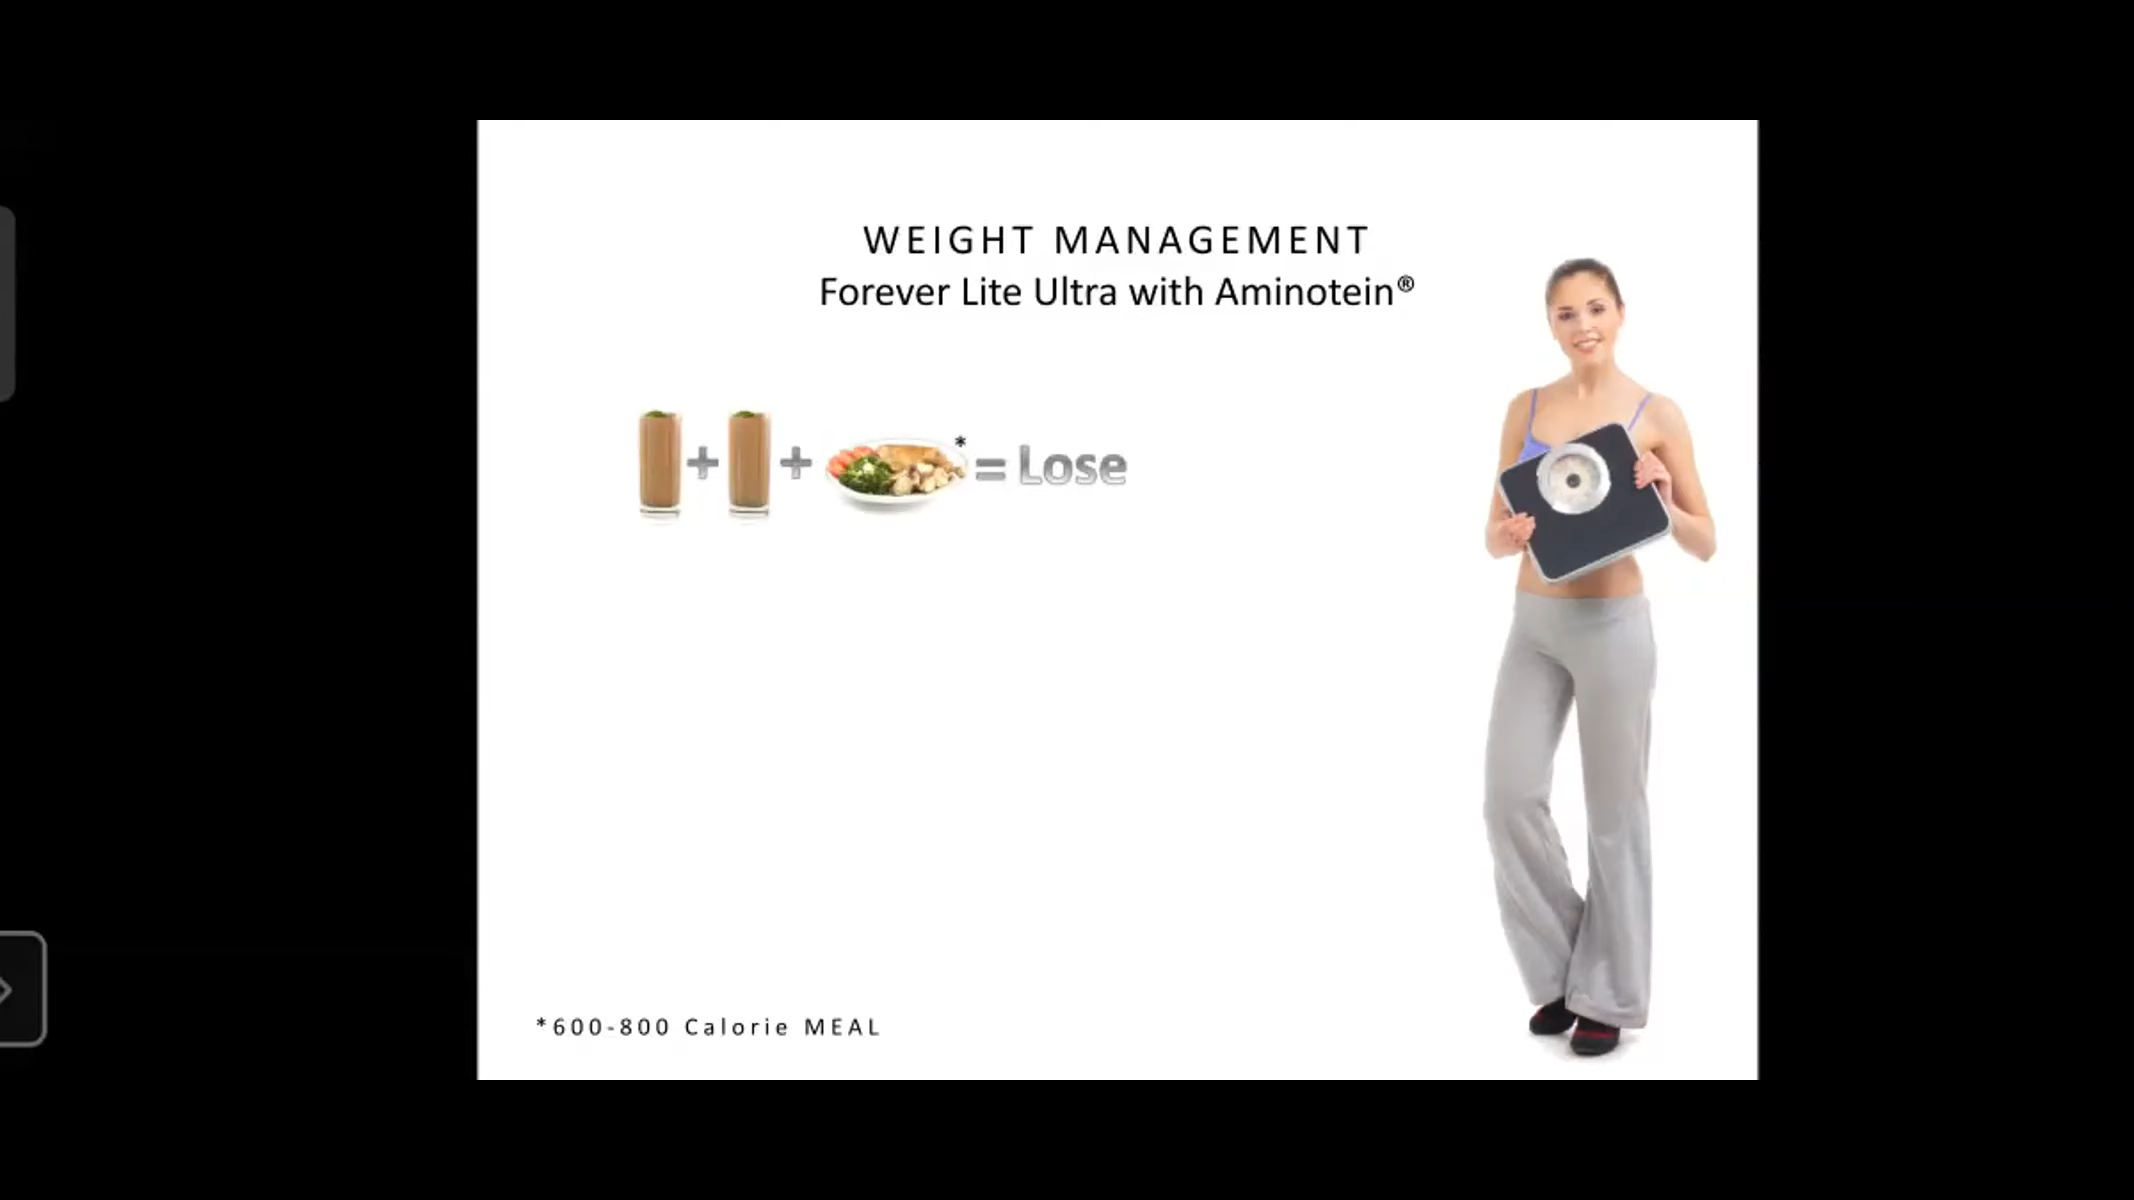 WEIGHT MANAGEMENT
Forever Lite Ultra with Aminotein®
+ + * = Lose
*600-800 Calorie MEAL